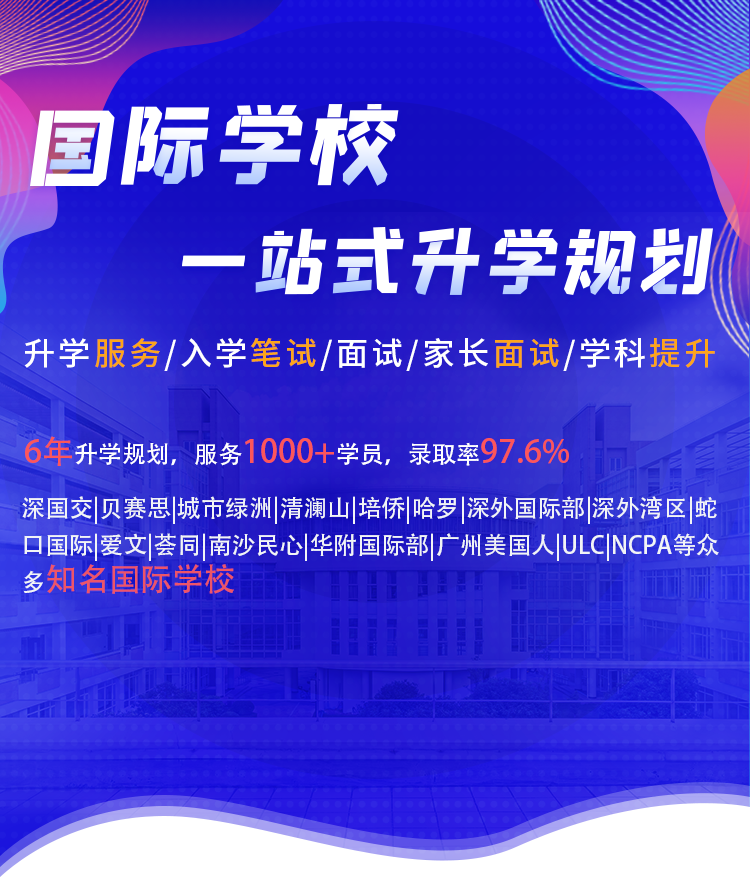 国际学校
一站式升学规划
升学服务/入学笔试/面试/家长面试/学科提升
6年升学规划，服务1000+学员，录取率97.6%
深国交|贝赛思|城市绿洲|清澜山|培侨|哈罗|深外国际部|深外湾区|蛇
口国际|爱文|荟同|南沙民心|华附国际部|广州美国人|ULC|NCPA等众
多知名国际学校